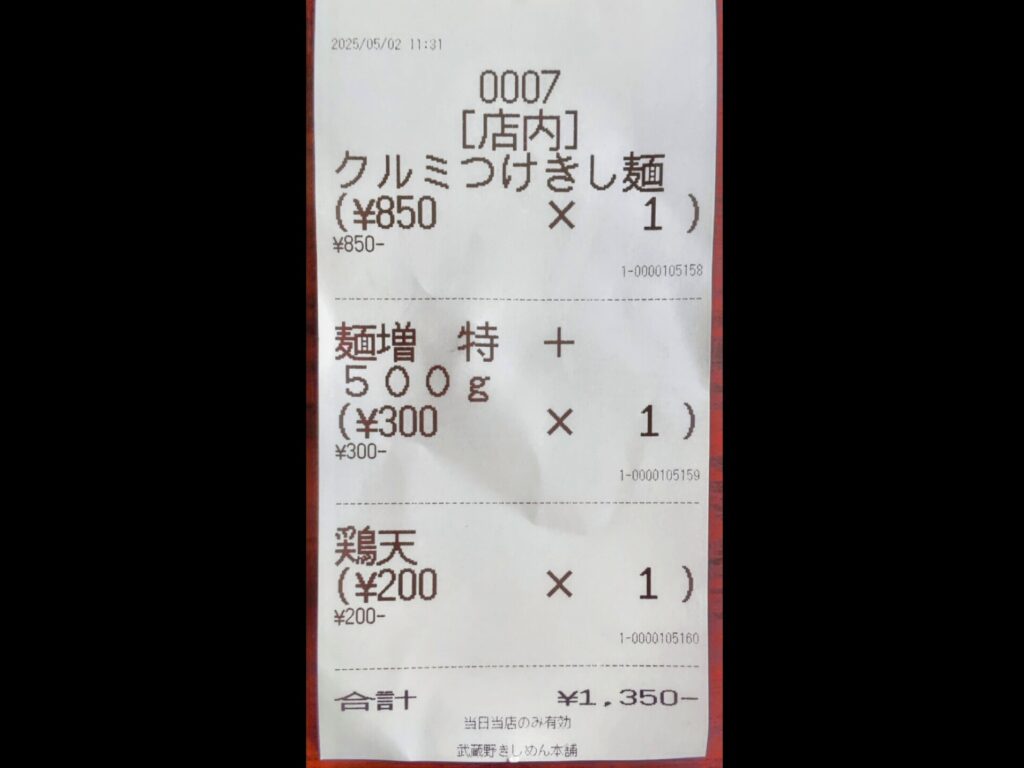 2025/05/02 11:31
0007
[店内]
クルミつけきし麺
(¥850 × 1 )
¥850-
1-0000105158
麺増 特 +
500g
(¥300 × 1 )
¥300-
1-0000105159
鶏天
(¥200 × 1 )
¥200-
1-0000105160
合計 ¥1,350-
当日当店のみ有効
武蔵野きしめん本舗